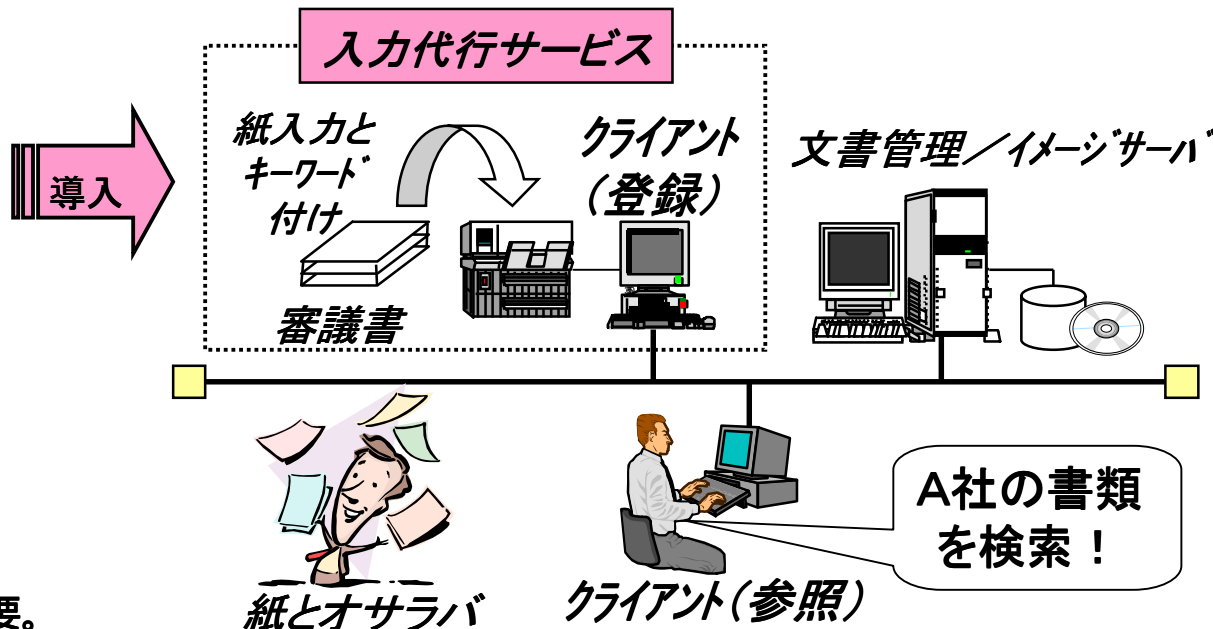 入力代行サービス
導入
紙入力と
ｷｰﾜｰﾄﾞ
付け
審議書
ｸﾗｲｱﾝﾄ
（登録）
文書管理／ｲﾒｰｼﾞｻｰﾊﾞ
A社の書類
を検索！
要。
紙とオサラバ
ｸﾗｲｱﾝﾄ（参照）